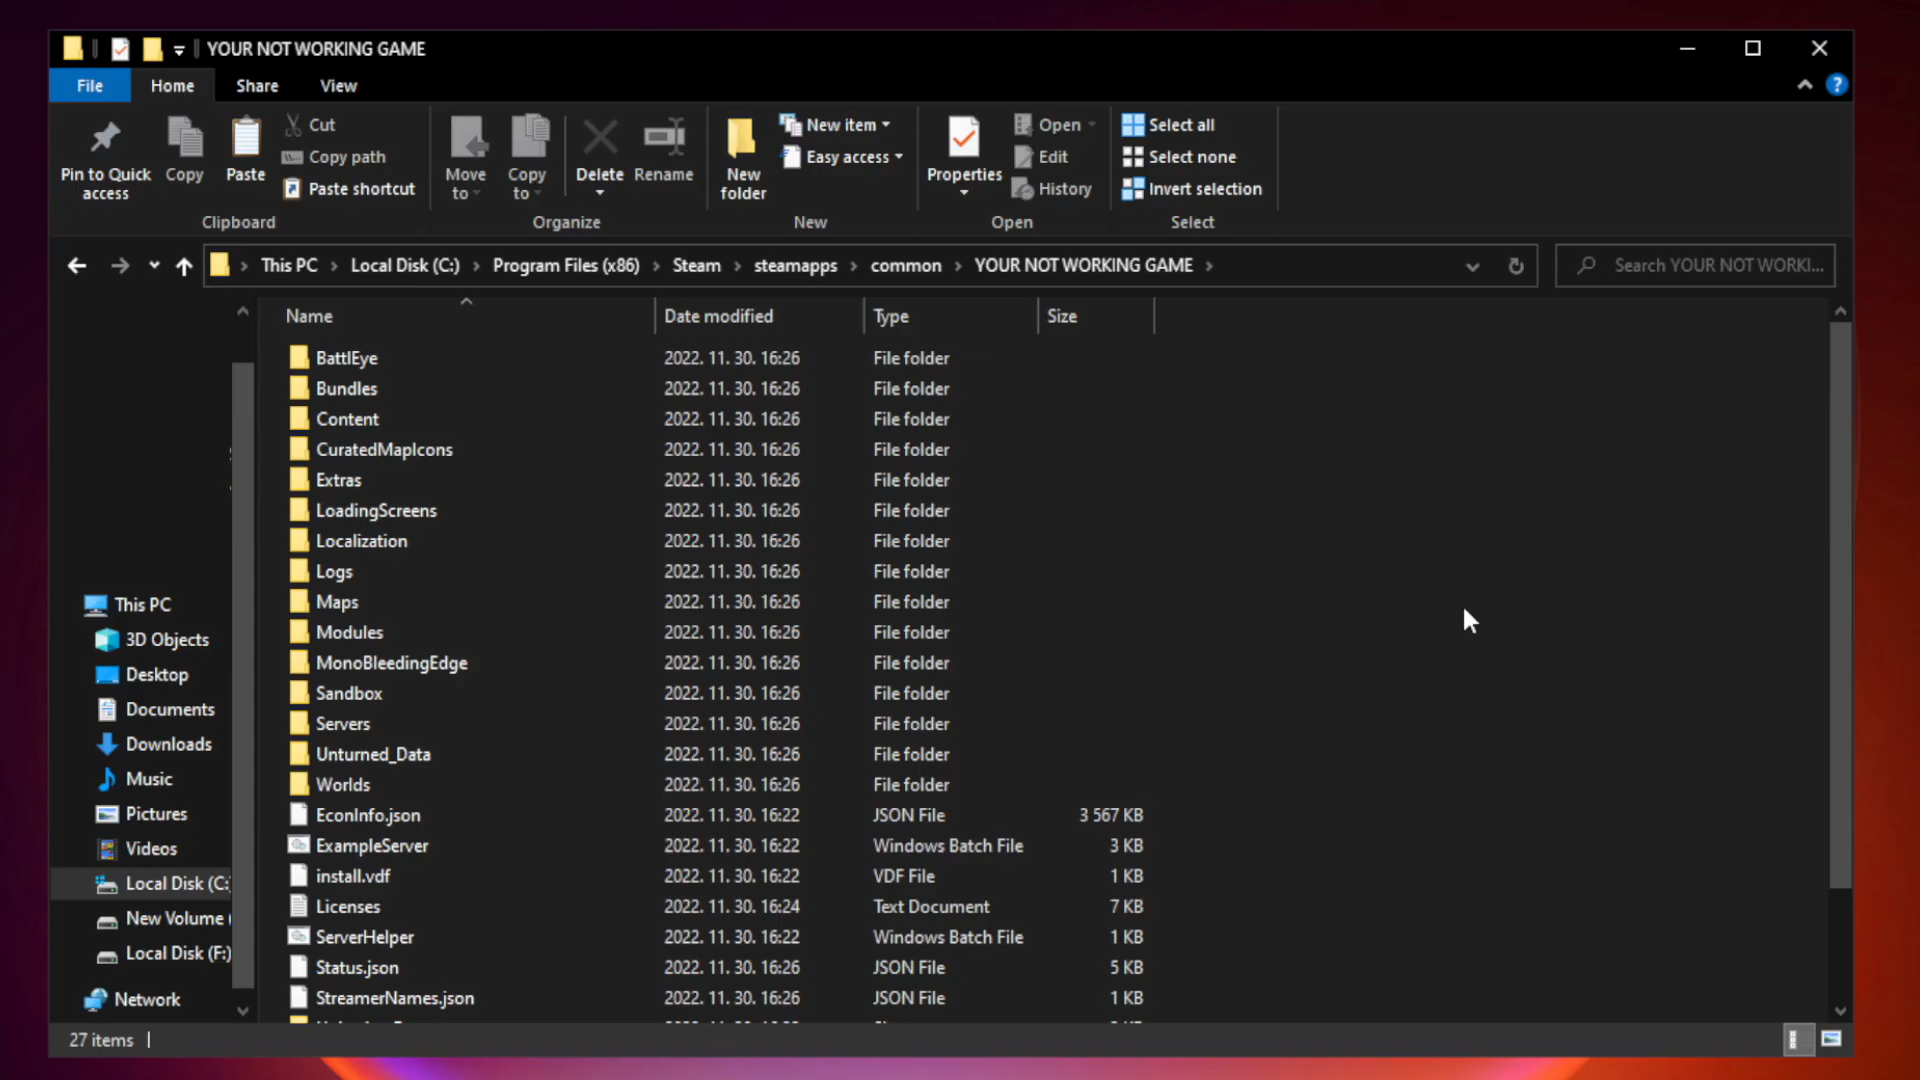 YOUR NOT WORKING GAME
File Home Share View
Pin to Quick access
Copy
Paste
Cut
Copy path
Paste shortcut
Move to
Copy to
Delete
Rename
New folder
New item
Easy access
Properties
Open
Edit
History
Select all
Select none
Invert selection
Clipboard Organize New Open Select
This PC Local Disk (C:) Program Files (x86) Steam steamapps common YOUR NOT WORKING GAME
Search YOUR NOT WORKI...
Name Date modified Type Size
BattlEye 2022. 11. 30. 16:26 File folder
Bundles 2022. 11. 30. 16:26 File folder
Content 2022. 11. 30. 16:26 File folder
CuratedMapIcons 2022. 11. 30. 16:26 File folder
Extras 2022. 11. 30. 16:26 File folder
LoadingScreens 2022. 11. 30. 16:26 File folder
Localization 2022. 11. 30. 16:26 File folder
Logs 2022. 11. 30. 16:26 File folder
Maps 2022. 11. 30. 16:26 File folder
Modules 2022. 11. 30. 16:26 File folder
MonoBleedingEdge 2022. 11. 30. 16:26 File folder
Sandbox 2022. 11. 30. 16:26 File folder
Servers 2022. 11. 30. 16:26 File folder
Unturned_Data 2022. 11. 30. 16:26 File folder
Worlds 2022. 11. 30. 16:26 File folder
EconInfo.json 2022. 11. 30. 16:22 JSON File 3 567 KB
ExampleServer 2022. 11. 30. 16:22 Windows Batch File 3 KB
install.vdf 2022. 11. 30. 16:22 VDF File 1 KB
Licenses 2022. 11. 30. 16:24 Text Document 7 KB
ServerHelper 2022. 11. 30. 16:22 Windows Batch File 1 KB
Status.json 2022. 11. 30. 16:26 JSON File 5 KB
StreamerNames.json 2022. 11. 30. 16:26 JSON File 1 KB
This PC
3D Objects
Desktop
Documents
Downloads
Music
Pictures
Videos
Local Disk (C:
New Volume (
Local Disk (F:)
Network
27 items